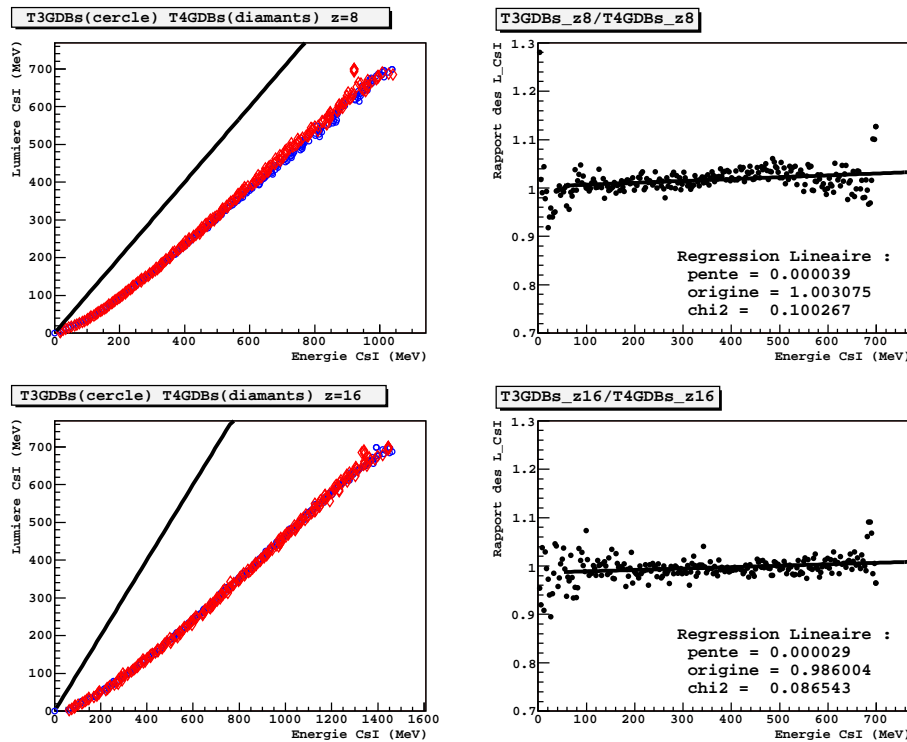 T3GDBs(cercle) T4GDBs(diamants) z=8
Lumiere CsI (MeV)
700
600
500
400
300
200
100
0
0 200 400 600 800 1000
Energie CsI (MeV)
T3GDBs_z8/T4GDBs_z8
Rapport des L_CsI
1.3
1.2
1.1
1
0.9
0.8
0.7
0 100 200 300 400 500 600 700
Energie CsI (MeV)
Regression Lineaire :
pente = 0.000039
origine = 1.003075
chi2 = 0.100267
T3GDBs(cercle) T4GDBs(diamants) z=16
Lumiere CsI (MeV)
700
600
500
400
300
200
100
0
0 200 400 600 800 1000 1200 1400 1600
Energie CsI (MeV)
T3GDBs_z16/T4GDBs_z16
Rapport des L_CsI
1.3
1.2
1.1
1
0.9
0.8
0.7
0 100 200 300 400 500 600 700
Energie CsI (MeV)
Regression Lineaire :
pente = 0.000029
origine = 0.986004
chi2 = 0.086543